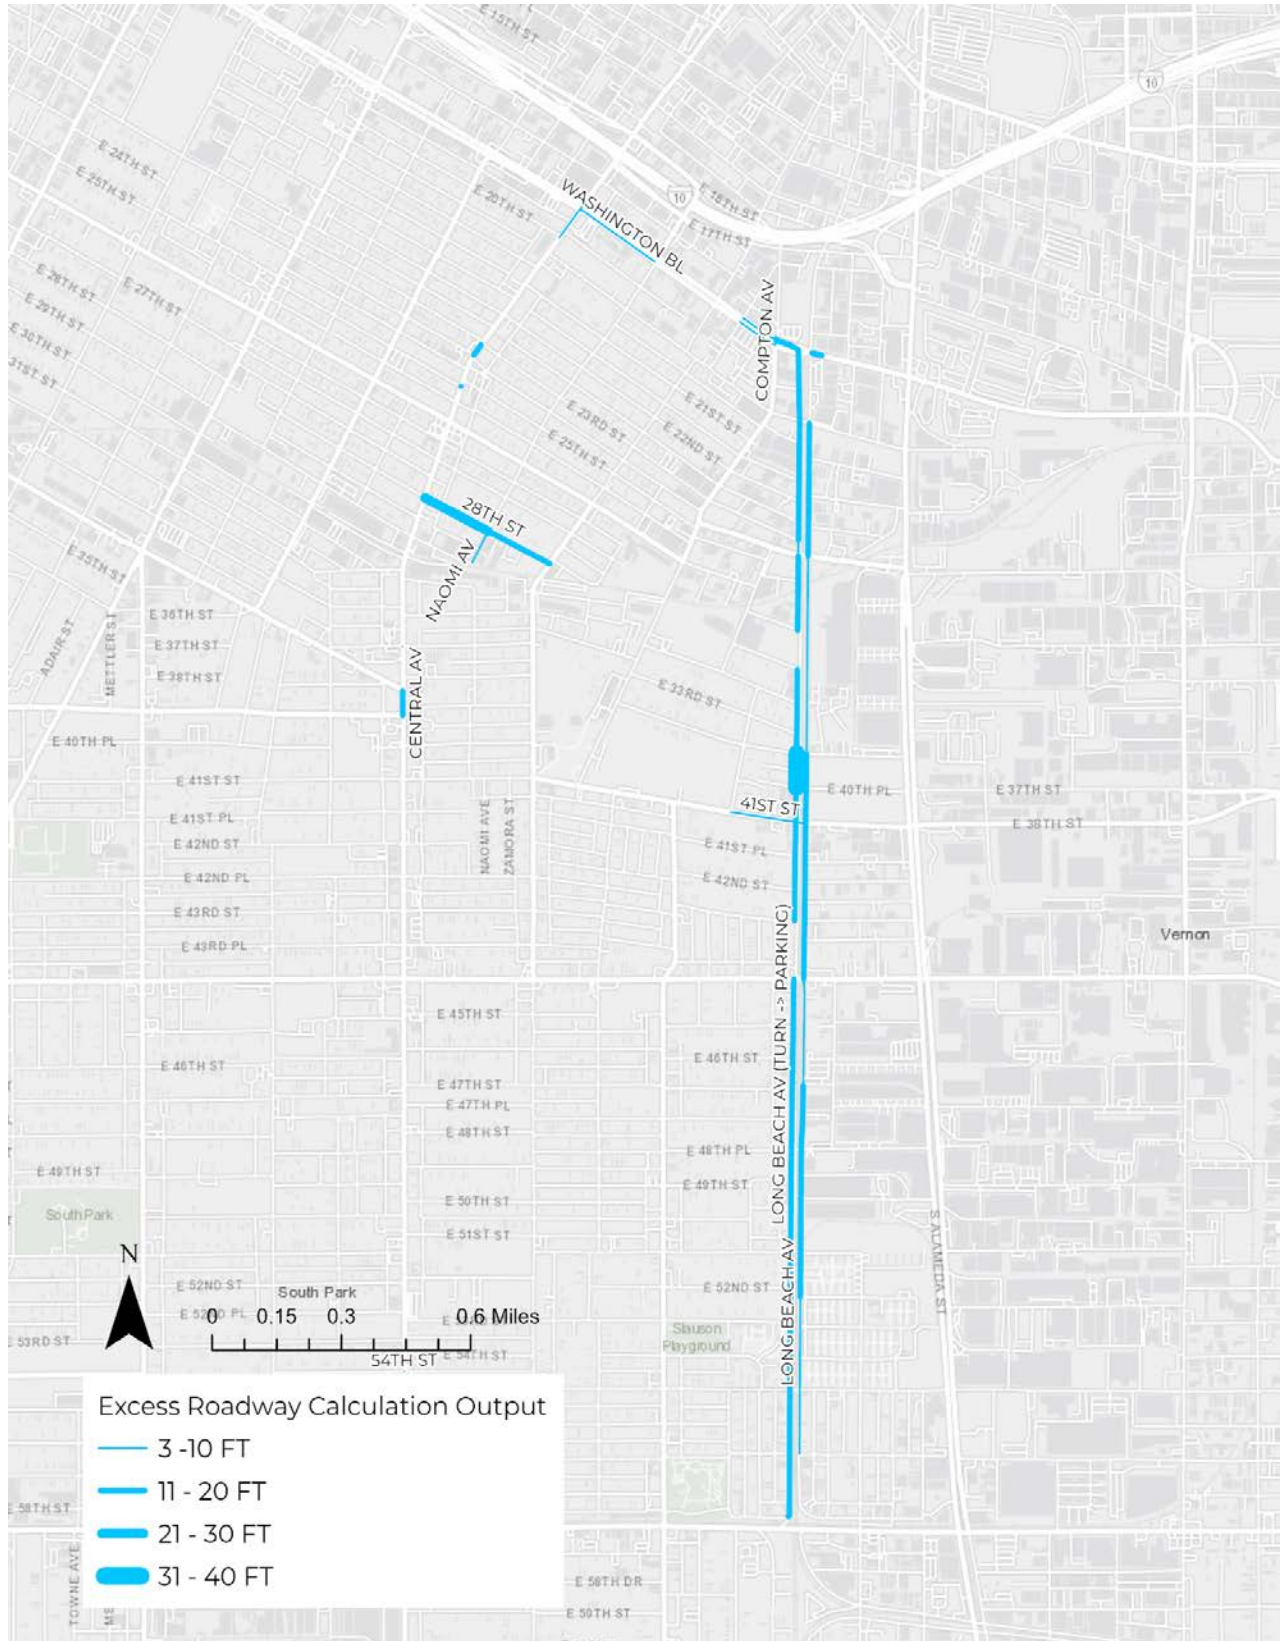 E 15TH ST
10
E 24TH ST
E 25TH ST
E 20TH ST
WASHINGTON BL
10
E 18TH ST
E 17TH ST
E 28TH ST
E 27TH ST
E 29TH ST
E 30TH ST
31ST ST
COMPTON AV
E 21ST ST
E 23RD ST
E 22ND ST
E 25TH ST
28TH ST
NAOMI AV
E 35TH ST
E 36TH ST
ADAIR ST
METTLER ST
E 37TH ST
E 38TH ST
CENTRAL AV
E 33RD ST
E 40TH PL
E 41ST ST
E 40TH PL
E 37TH ST
41ST ST
E 41ST PL
E 38TH ST
NAOMI AVE
ZAMORA ST
E 42ND ST
E 41ST PL
E 42ND PL
E 42ND ST
E 43RD ST
E 43RD PL
Vernon
LONG BEACH AV (TURN -> PARKING)
E 45TH ST
E 46TH ST
E 46TH ST
E 47TH ST
E 47TH PL
E 48TH ST
E 48TH PL
E 49TH ST
E 49TH ST
E 50TH ST
South Park
E 51ST ST
S ALAMEDA ST
N
LONG BEACH AV
E 52ND ST
South Park
E 52ND ST
0 0.15 0.3 0.6 Miles
E 53RD ST
Slauson
Playground
54TH ST
E 54TH ST
Excess Roadway Calculation Output
3 -10 FT
11 - 20 FT
21 - 30 FT
31 - 40 FT
E 58TH ST
TOWNE AVE
E 58TH DR
E 59TH ST